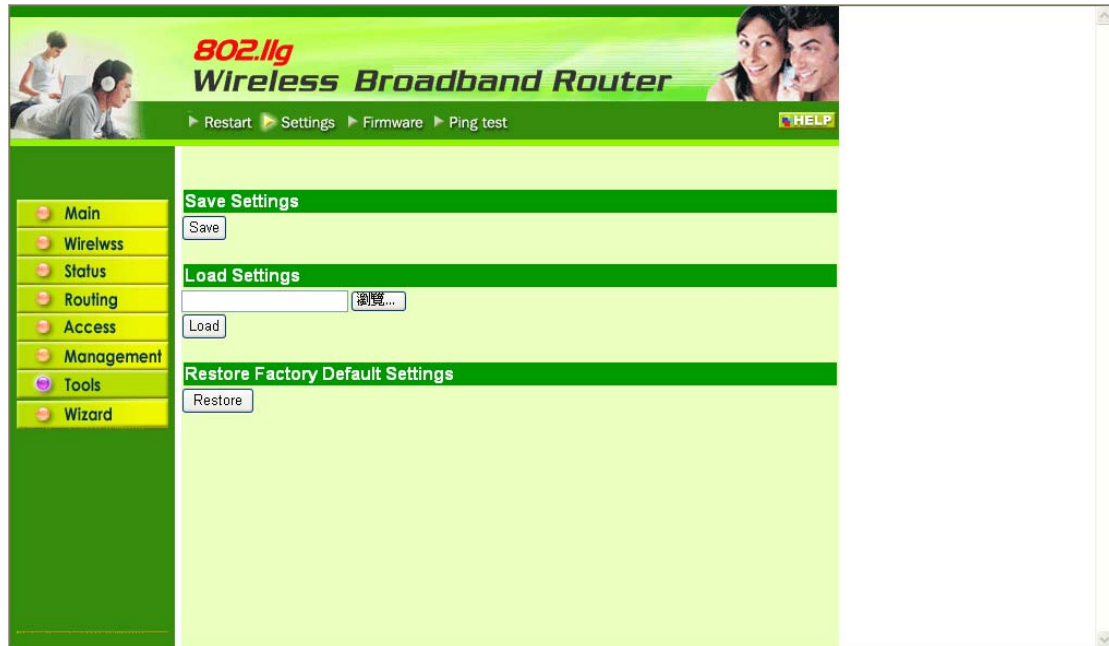 802.11g
Wireless Broadband Router
Restart Settings Firmware Ping test
HELP
Main
Wirelwss
Status
Routing
Access
Management
Tools
Wizard
Save Settings
Save
Load Settings
瀏覽...
Load
Restore Factory Default Settings
Restore